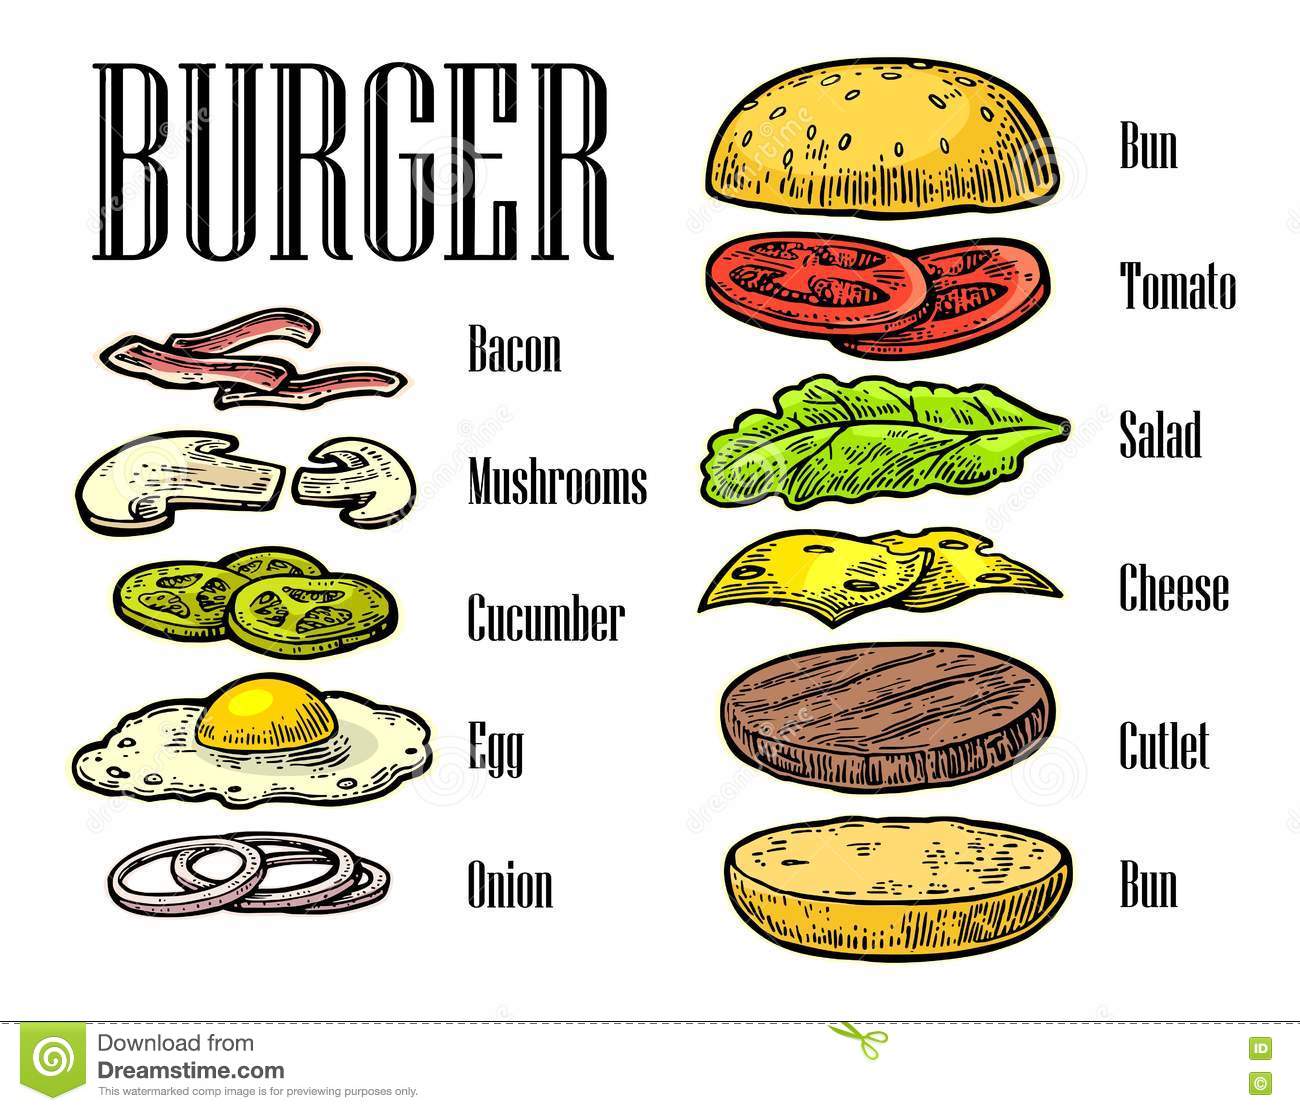 BURGER
Bacon
Mushrooms
Cucumber
Egg
Onion
Bun
Tomato
Salad
Cheese
Cutlet
Bun
dreamstime
Download from
Dreamstime.com
This watermarked comp image is for previewing purposes only.
ID
©